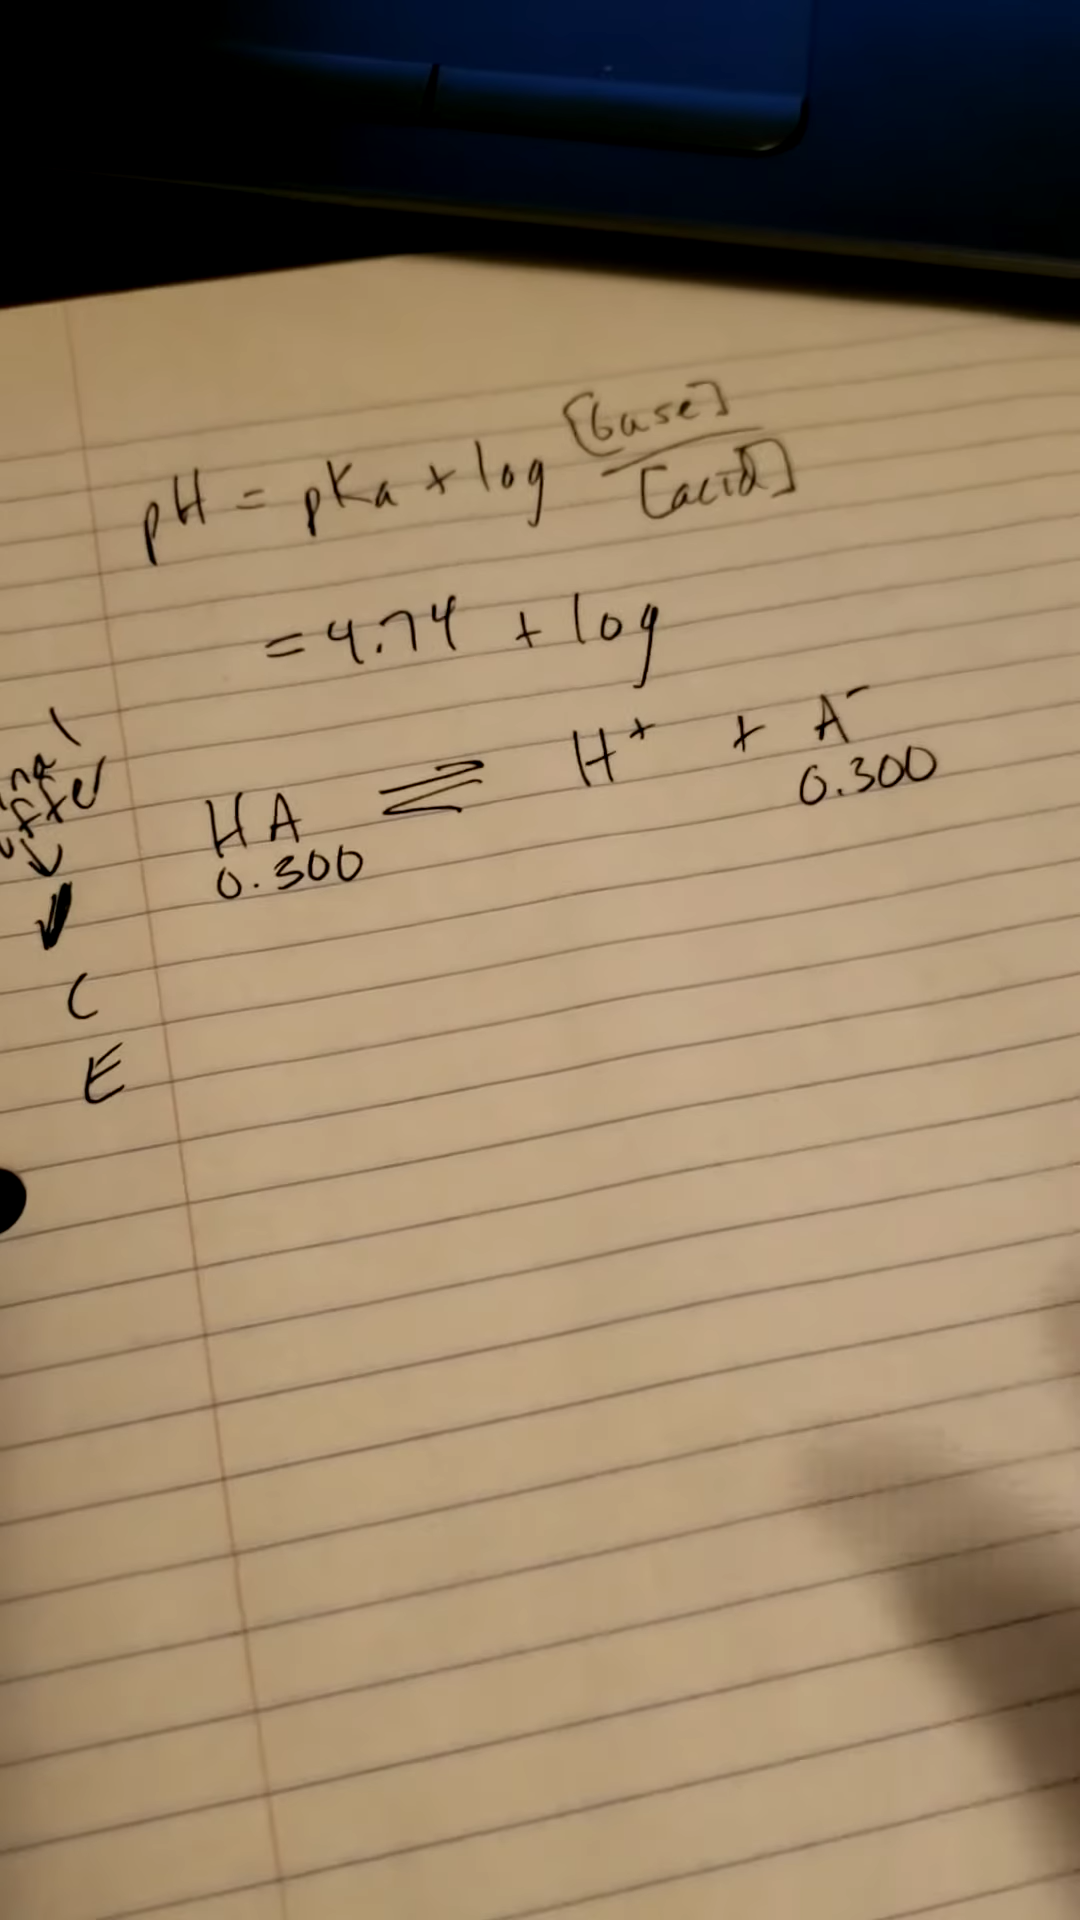 pH = pKa + log [base]/[acid]
= 4.74 + log
HA ⇌ H⁺ + A⁻
0.300 0.300
C
E